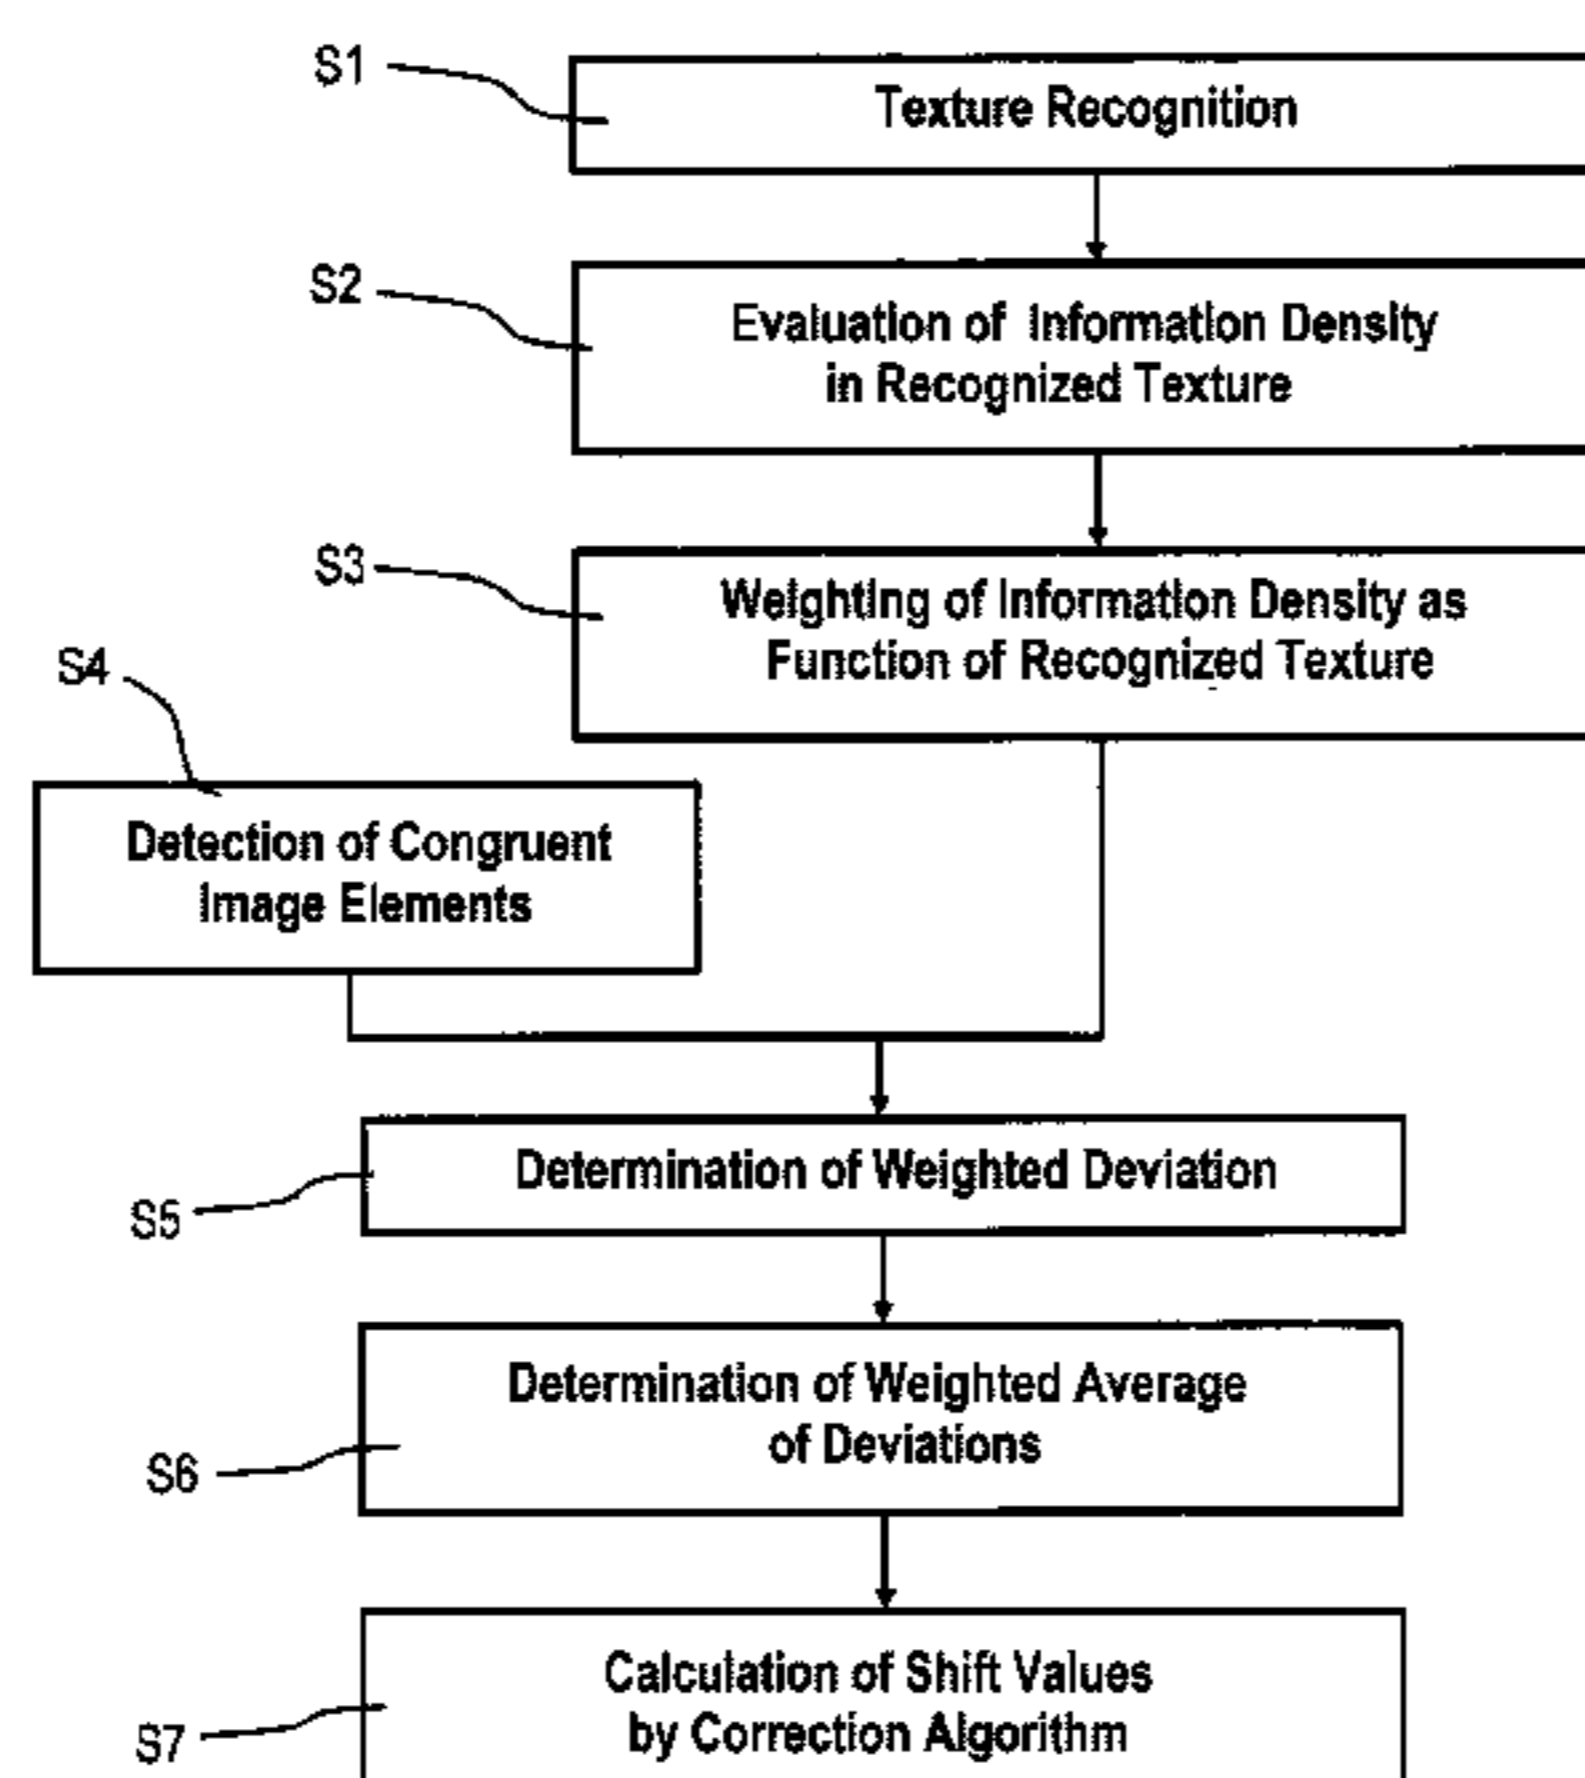 S1
Texture Recognition
S2
Evaluation of Information Density
in Recognized Texture
S3
Weighting of Information Density as
Function of Recognized Texture
S4
Detection of Congruent
Image Elements
S5
Determination of Weighted Deviation
S6
Determination of Weighted Average
of Deviations
S7
Calculation of Shift Values
by Correction Algorithm